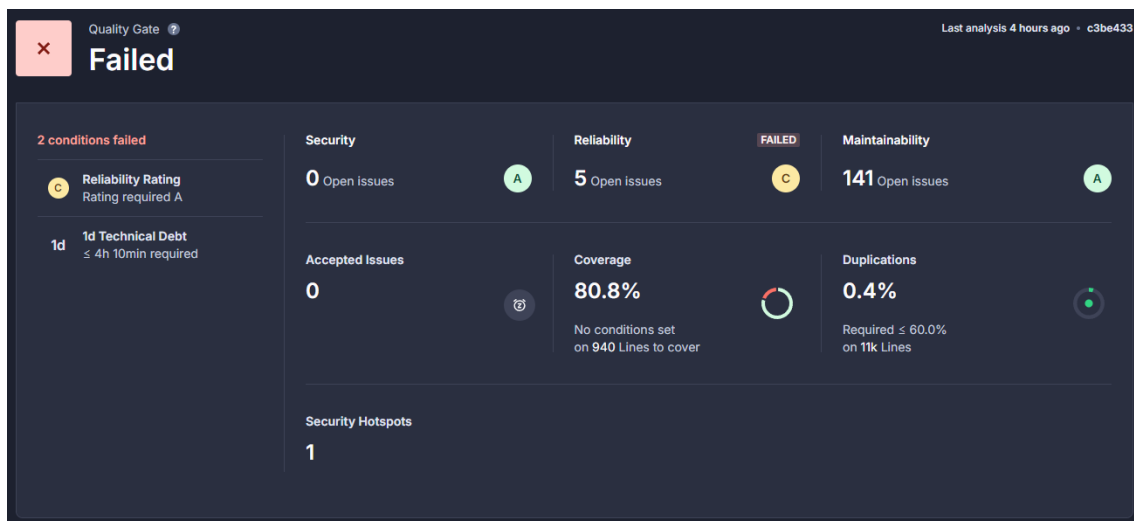 Quality Gate ?
Last analysis 4 hours ago • c3be433
Failed
2 conditions failed
C
Reliability Rating
Rating required A
1d
1d Technical Debt
≤ 4h 10min required
Security
0 Open issues
A
Reliability
FAILED
5 Open issues
C
Maintainability
141 Open issues
A
Accepted Issues
0
Coverage
80.8%
No conditions set
on 940 Lines to cover
Duplications
0.4%
Required ≤ 60.0%
on 11k Lines
Security Hotspots
1